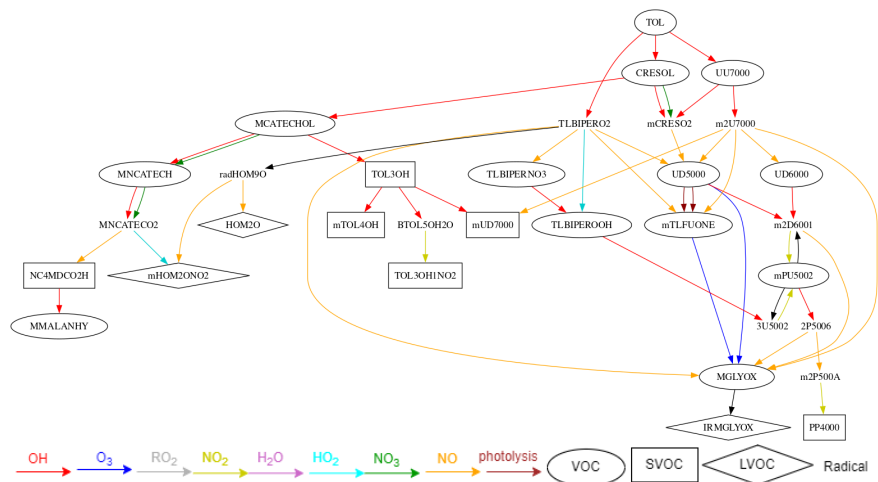 TOL
CRESOL UU7000
MCATECHOL TLBIPERO2 mCRESO2 m2U7000
MNCATECH radHOM9O TOL3OH TLBIPERNO3 UD5000 UD6000
MNCATECO2 HOM2O mTOL4OH BTOL5OH2O mUD7000 TLBIPEROOH mTLFUONE m2D6001
NC4MDCO2H mHOM2ONO2 TOL3OH1NO2 mPU5002
MMALANHY 3U5002 2P5006
MGLYOX m2P500A
IRMGLYOX PP4000
OH O3 RO2 NO2 H2O HO2 NO3 NO photolysis VOC SVOC LVOC Radical